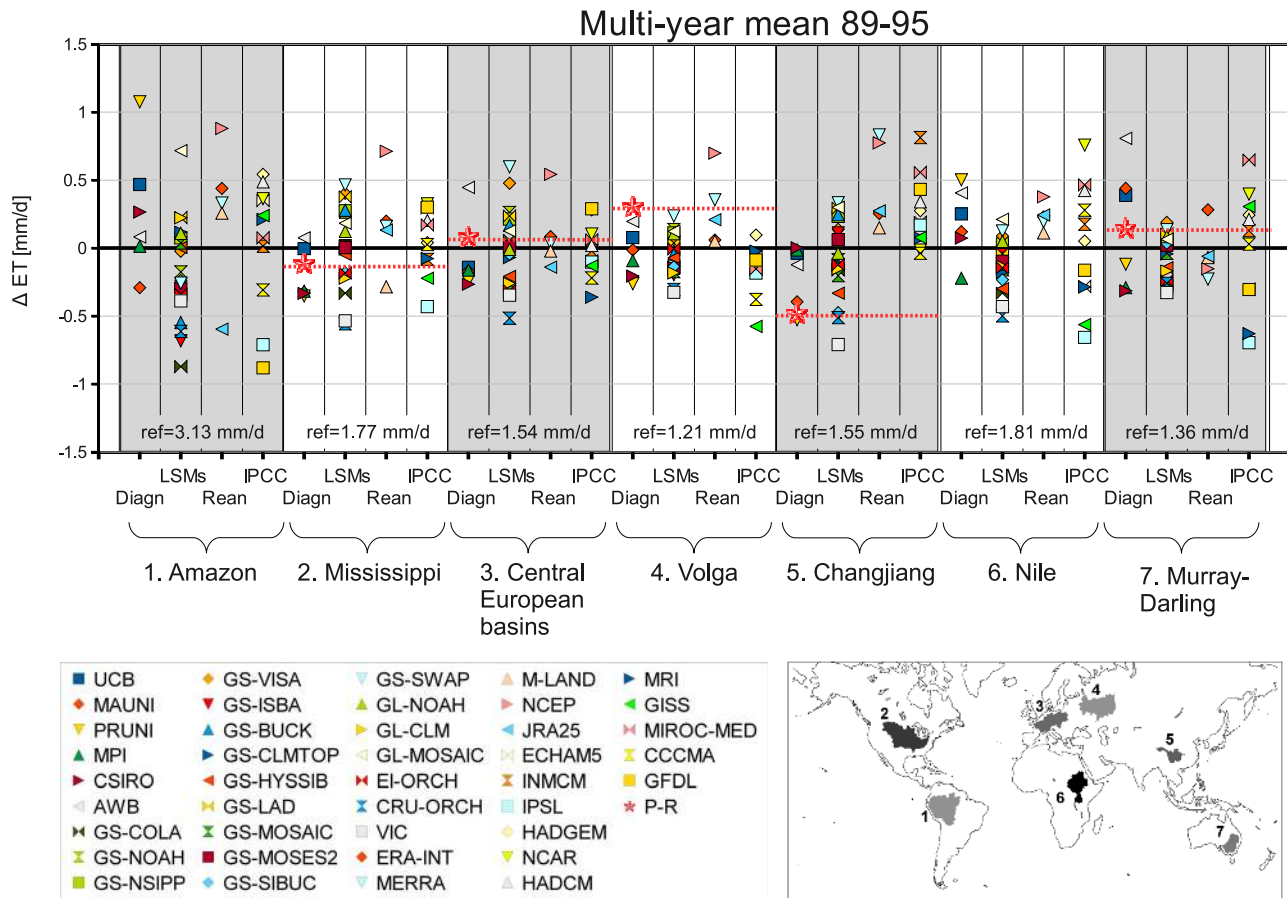 Multi-year mean 89-95
Δ ET [mm/d]
1.5
1
0.5
0
-0.5
-1
-1.5
ref=3.13 mm/d ref=1.77 mm/d ref=1.54 mm/d ref=1.21 mm/d ref=1.55 mm/d ref=1.81 mm/d ref=1.36 mm/d
LSMs IPCC LSMs IPCC LSMs IPCC LSMs IPCC LSMs IPCC LSMs IPCC LSMs IPCC
Diagn Rean Diagn Rean Diagn Rean Diagn Rean Diagn Rean Diagn Rean Diagn Rean
1. Amazon
2. Mississippi
3. Central
European
basins
4. Volga
5. Changjiang
6. Nile
7. Murray-
Darling
UCB GS-VISA GS-SWAP M-LAND MRI
MAUNI GS-ISBA GL-NOAH NCEP GISS
PRUNI GS-BUCK GL-CLM JRA25 MIROC-MED
MPI GS-CLMTOP GL-MOSAIC ECHAM5 CCCMA
CSIRO GS-HYSSIB EI-ORCH INMCM GFDL
AWB GS-LAD CRU-ORCH IPSL P-R
GS-COLA GS-MOSAIC VIC HADGEM
GS-NOAH GS-MOSES2 ERA-INT NCAR
GS-NSIPP GS-SIBUC MERRA HADCM
1
2
3
4
5
6
7